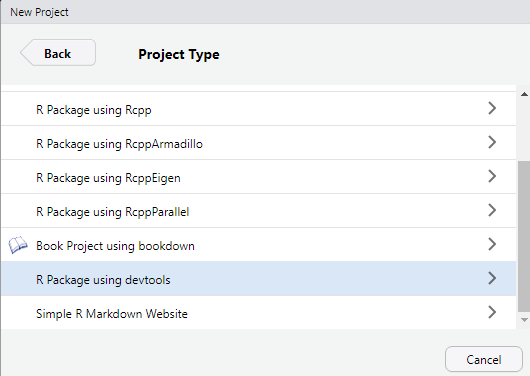 New Project
Back
Project Type
R Package using Rcpp
R Package using RcppArmadillo
R Package using RcppEigen
R Package using RcppParallel
Book Project using bookdown
R Package using devtools
Simple R Markdown Website
Cancel